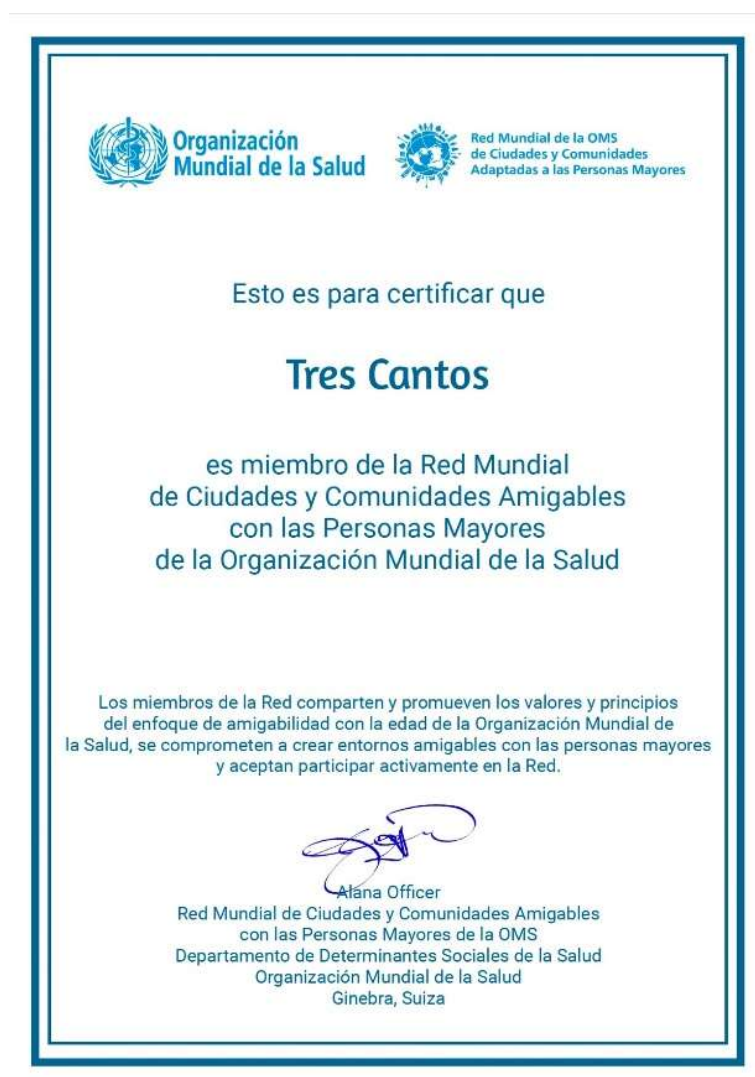 Organización
Mundial de la Salud
Red Mundial de la OMS
de Ciudades y Comunidades
Adaptadas a las Personas Mayores
Esto es para certificar que
Tres Cantos
es miembro de la Red Mundial
de Ciudades y Comunidades Amigables
con las Personas Mayores
de la Organización Mundial de la Salud
Los miembros de la Red comparten y promueven los valores y principios
del enfoque de amigabilidad con la edad de la Organización Mundial de
la Salud, se comprometen a crear entornos amigables con las personas mayores
y aceptan participar activamente en la Red.
Alana Officer
Red Mundial de Ciudades y Comunidades Amigables
con las Personas Mayores de la OMS
Departamento de Determinantes Sociales de la Salud
Organización Mundial de la Salud
Ginebra, Suiza